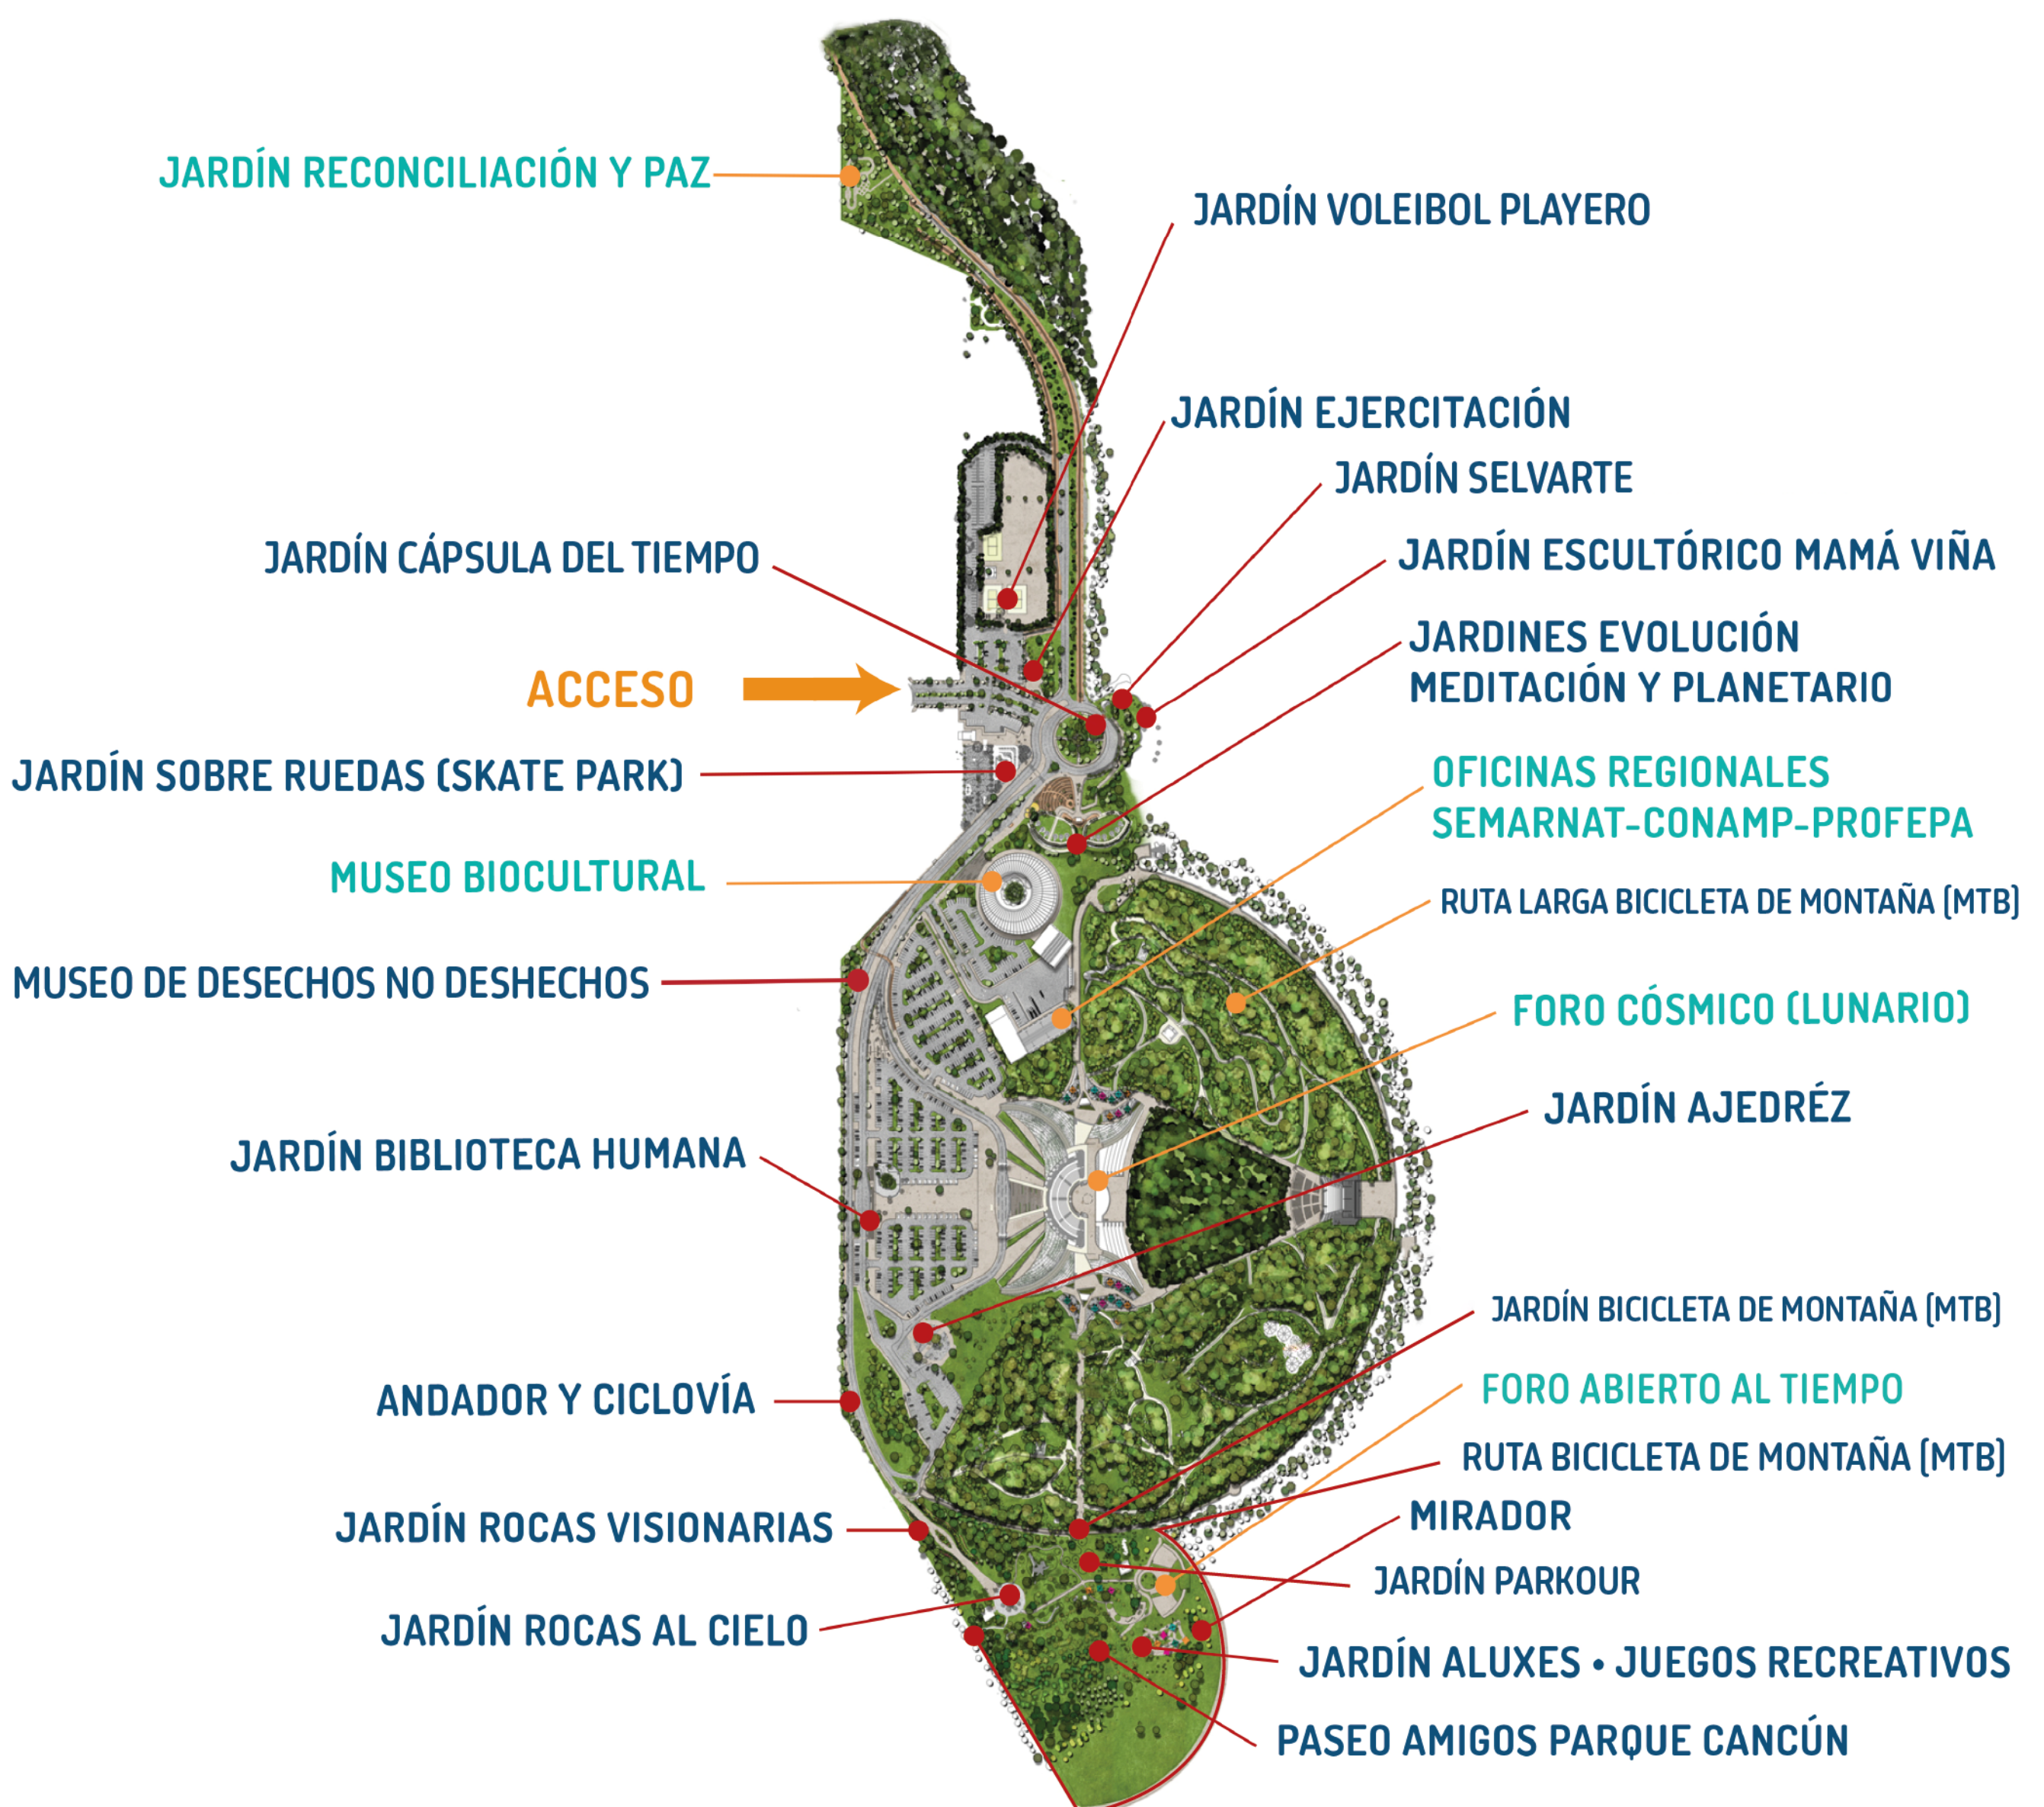 JARDÍN RECONCILIACIÓN Y PAZ
JARDÍN VOLEIBOL PLAYERO
JARDÍN EJERCITACIÓN
JARDÍN SELVARTE
JARDÍN CÁPSULA DEL TIEMPO
JARDÍN ESCULTÓRICO MAMÁ VIÑA
JARDINES EVOLUCIÓN
MEDITACIÓN Y PLANETARIO
ACCESO
JARDÍN SOBRE RUEDAS (SKATE PARK)
OFICINAS REGIONALES
SEMARNAT-CONAMP-PROFEPA
MUSEO BIOCULTURAL
RUTA LARGA BICICLETA DE MONTAÑA (MTB)
MUSEO DE DESECHOS NO DESHECHOS
FORO CÓSMICO (LUNARIO)
JARDÍN AJEDRÉZ
JARDÍN BIBLIOTECA HUMANA
JARDÍN BICICLETA DE MONTAÑA (MTB)
ANDADOR Y CICLOVÍA
FORO ABIERTO AL TIEMPO
RUTA BICICLETA DE MONTAÑA (MTB)
MIRADOR
JARDÍN ROCAS VISIONARIAS
JARDÍN PARKOUR
JARDÍN ROCAS AL CIELO
JARDÍN ALUXES • JUEGOS RECREATIVOS
PASEO AMIGOS PARQUE CANCÚN